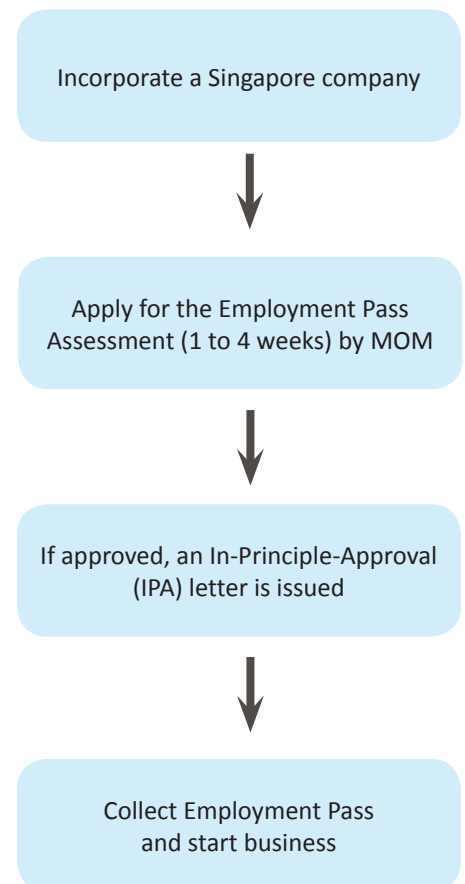 Incorporate a Singapore company
Apply for the Employment Pass
Assessment (1 to 4 weeks) by MOM
If approved, an In-Principle-Approval
(IPA) letter is issued
Collect Employment Pass
and start business